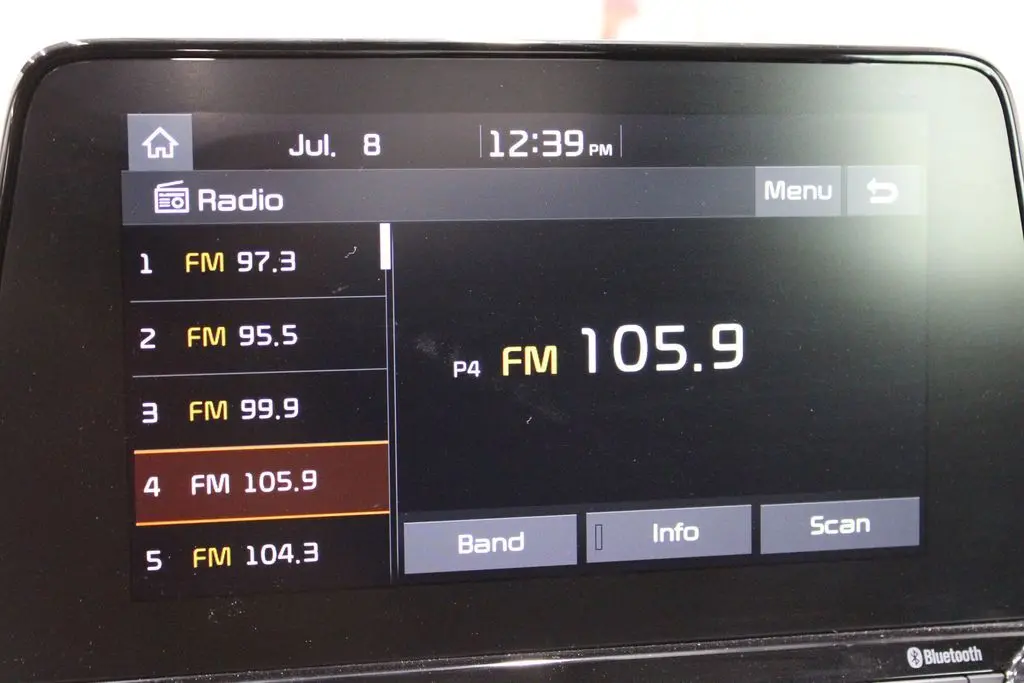 Jul. 8 12:39 PM
Radio Menu
1 FM 97.3
2 FM 95.5
3 FM 99.9
4 FM 105.9
5 FM 104.3
P4 FM 105.9
Band Info Scan
Bluetooth